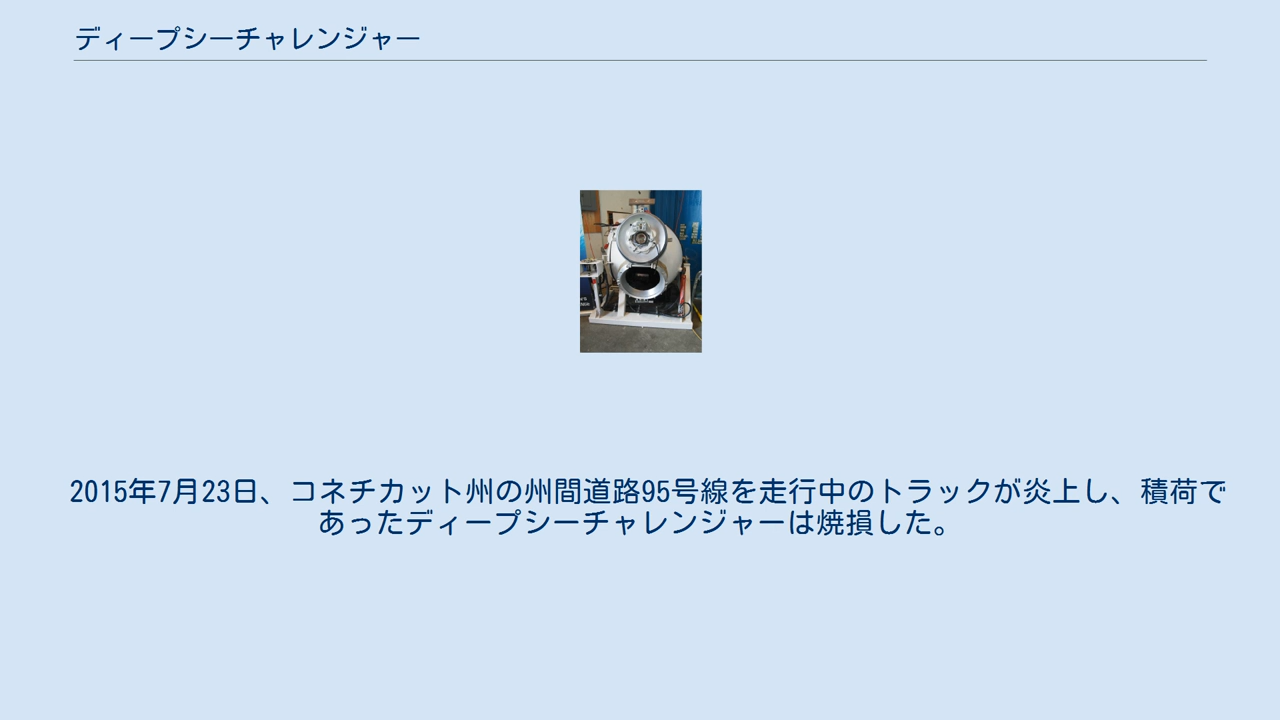 ディープシーチャレンジャー
2015年7月23日、コネチカット州の州間道路95号線を走行中のトラックが炎上し、積荷で
あったディープシーチャレンジャーは焼損した。